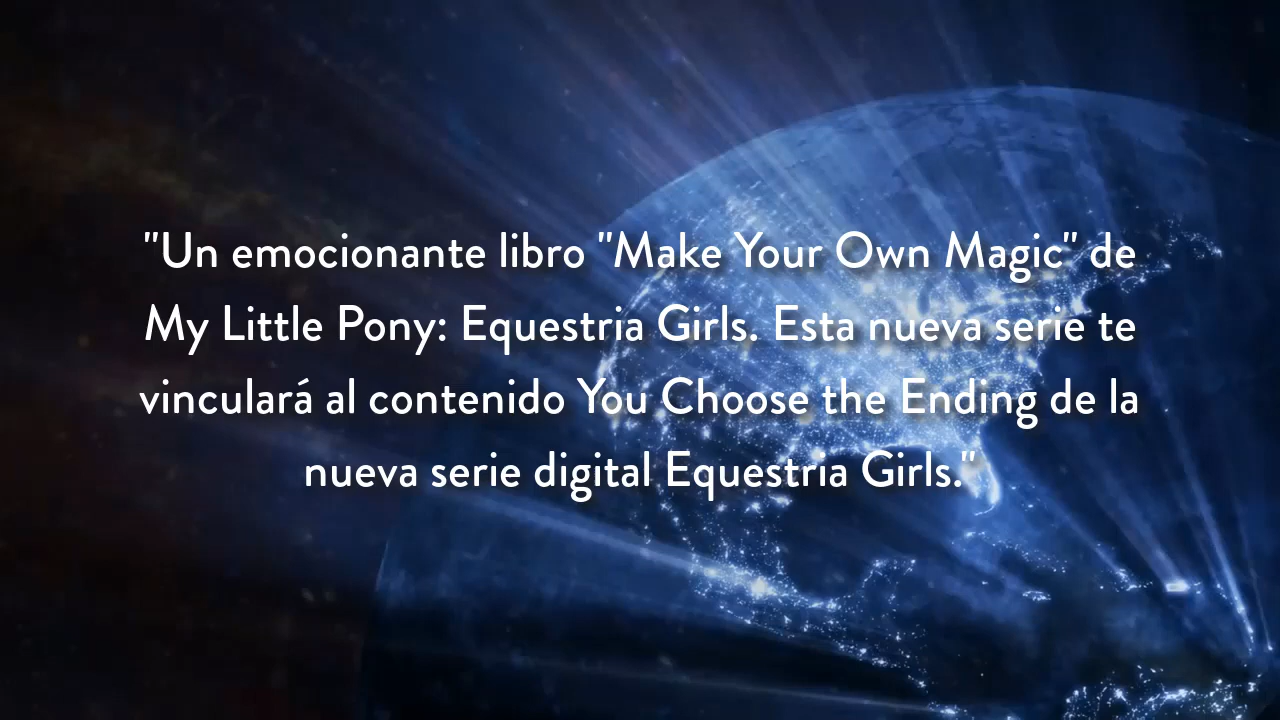 "Un emocionante libro "Make Your Own Magic" de
My Little Pony: Equestria Girls. Esta nueva serie te
vinculará al contenido You Choose the Ending de la
nueva serie digital Equestria Girls."